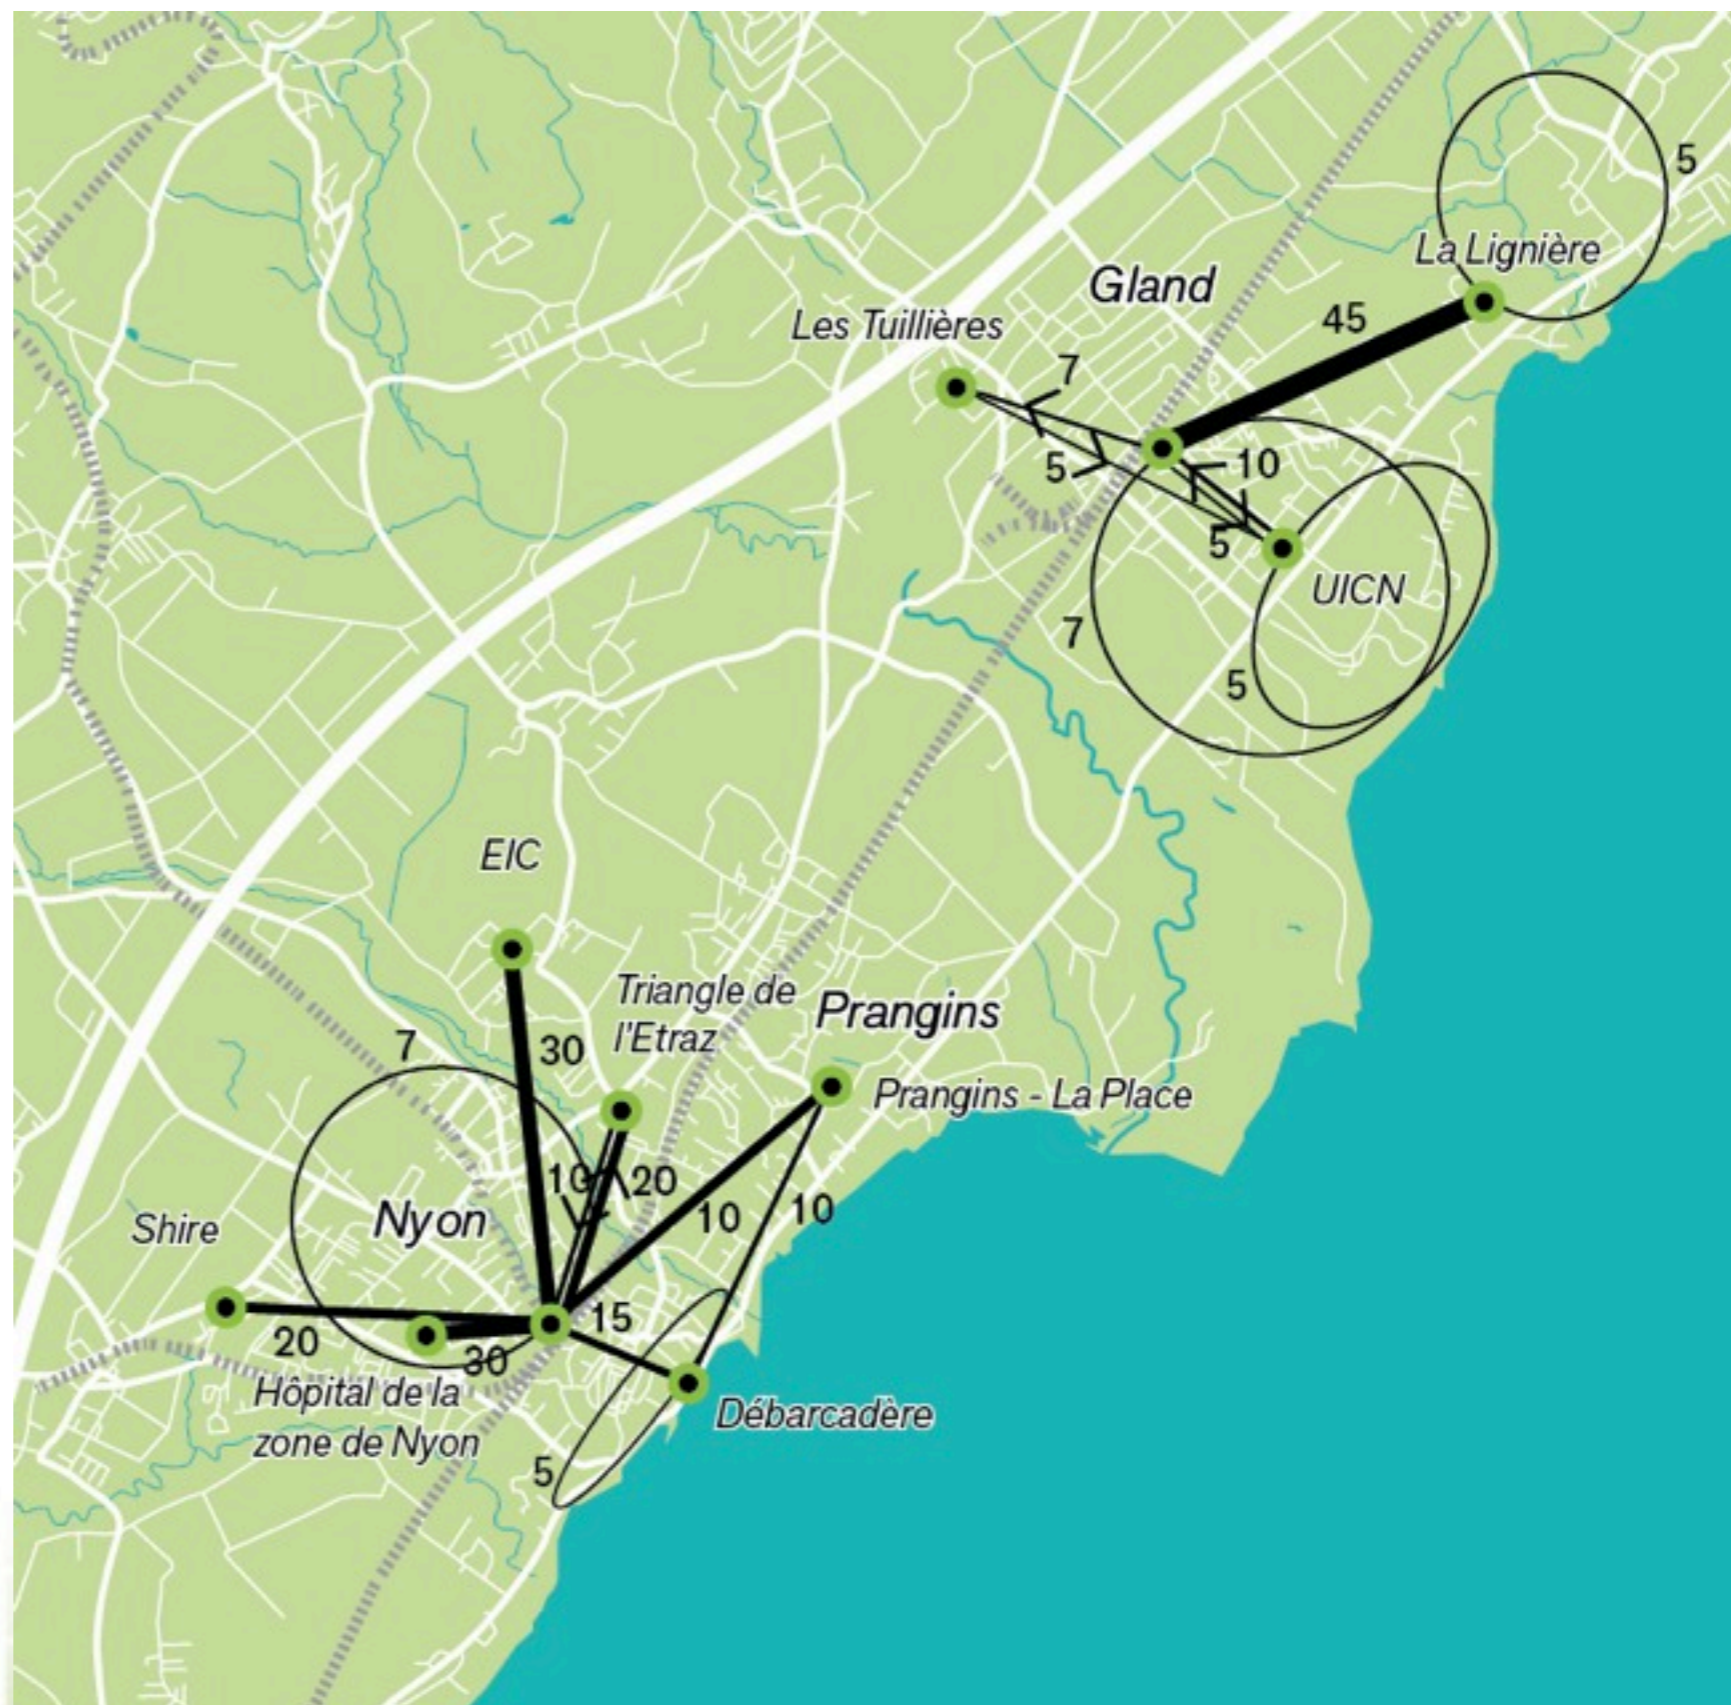 5
La Lignière
Gland
45
Les Tuillières
7
5
10
5
UICN
7
5
EIC
Triangle de
l'Etraz
Prangins
30
7
Prangins - La Place
10
20
10
10
Shire
Nyon
15
20
30
Hôpital de la
zone de Nyon
Débarcadère
5